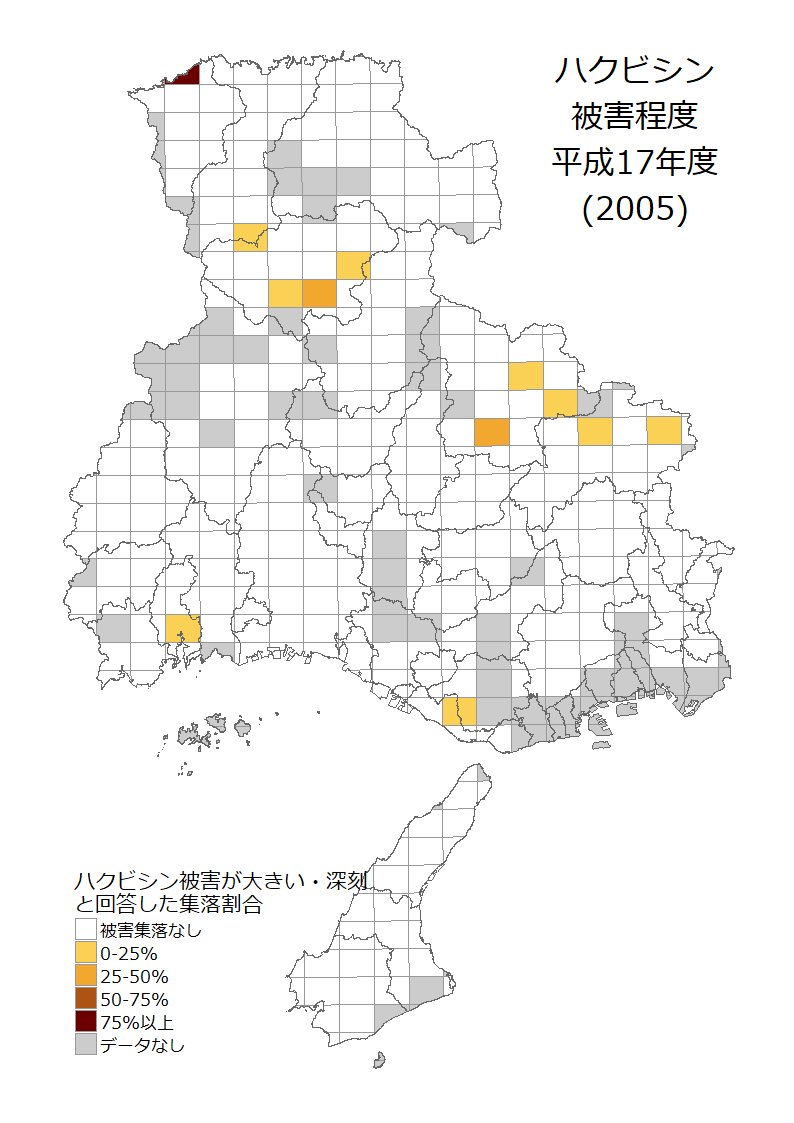 ハクビシン
被害程度
平成17年度
(2005)
ハクビシン被害が大きい・深刻
と回答した集落割合
被害集落なし
0-25%
25-50%
50-75%
75%以上
データなし